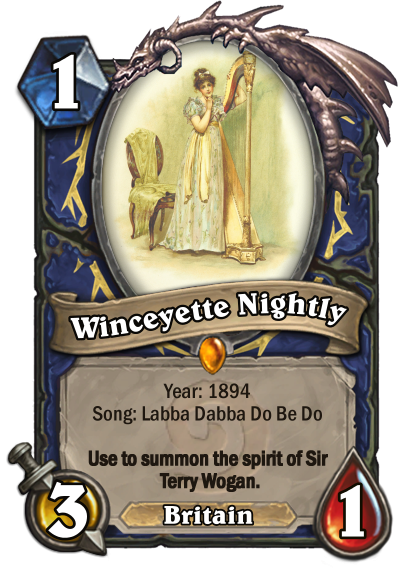 1
Winceyette Nightly
Year: 1894
Song: Labba Dabba Do Be Do
Use to summon the spirit of Sir
Terry Wogan.
3
Britain
1